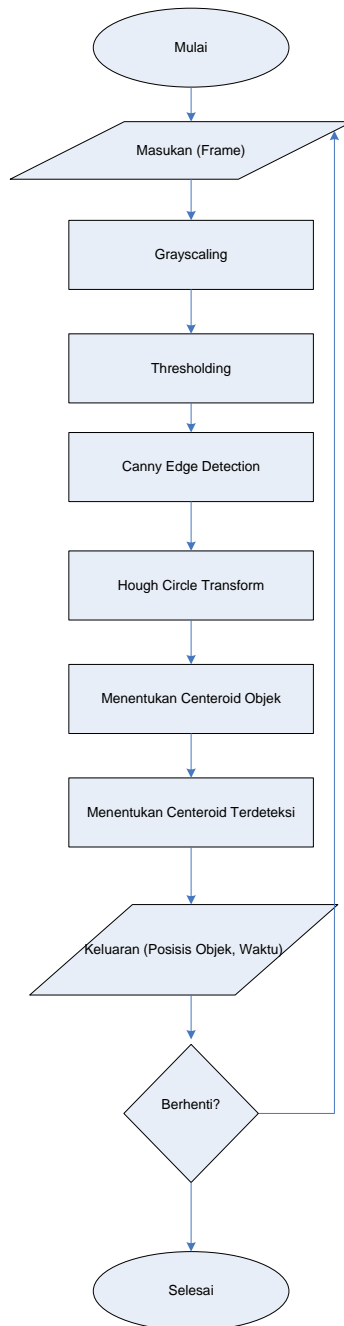 Mulai
Masukan (Frame)
Grayscaling
Thresholding
Canny Edge Detection
Hough Circle Transform
Menentukan Centeroid Objek
Menentukan Centeroid Terdeteksi
Keluaran (Posisis Objek, Waktu)
Berhenti?
Selesai